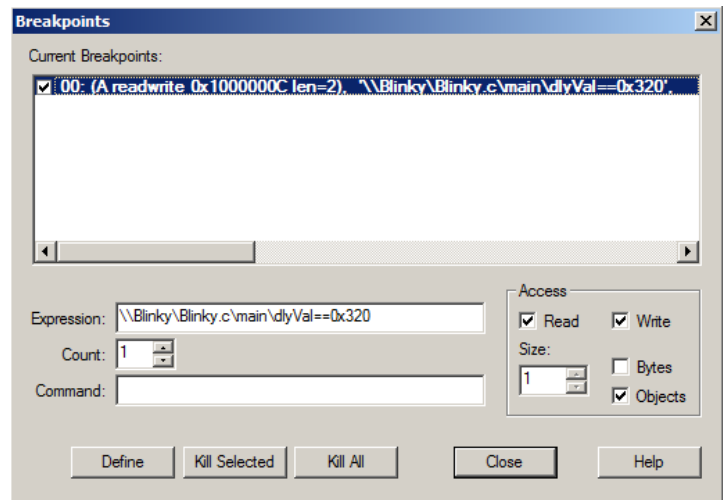 Breakpoints
Current Breakpoints:
00: (A readwrite 0x1000000C len=2), '\\Blinky\Blinky.c\main\dlyVal==0x320',
Access
Expression: \\Blinky\Blinky.c\main\dlyVal==0x320
Read Write
Count: 1
Size:
1
Bytes
Command:
Objects
Define Kill Selected Kill All Close Help